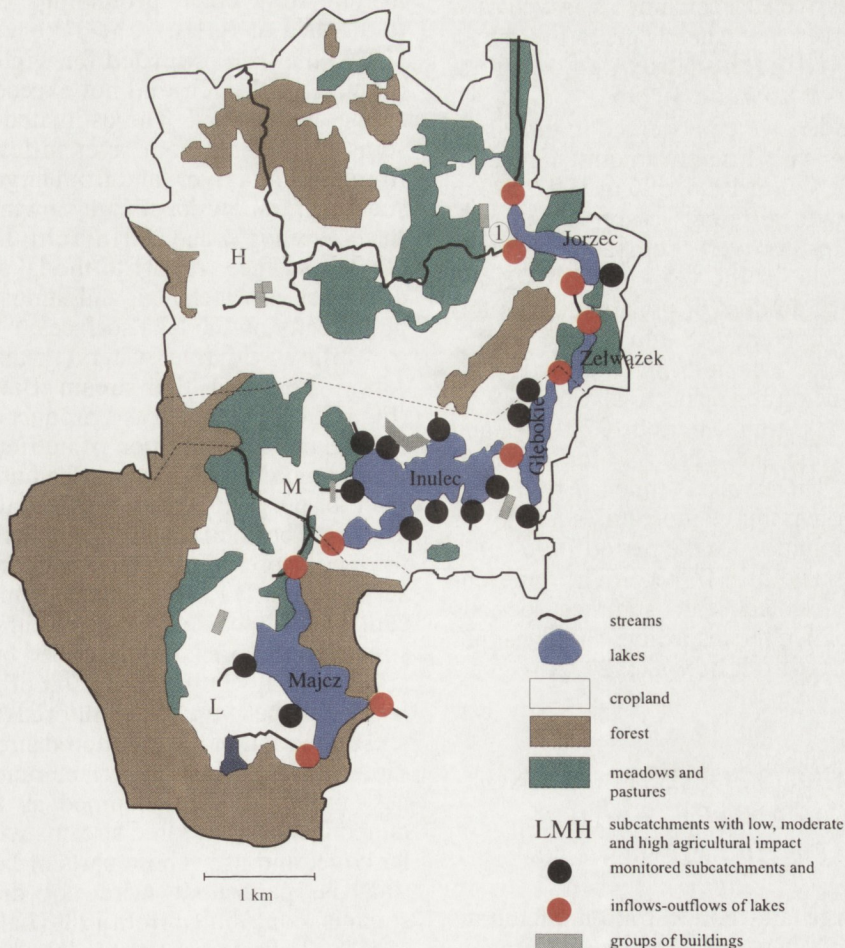 H
1
Jorzec
Zełwążek
Głębokie
Inulec
M
Majcz
L
streams
lakes
cropland
forest
meadows and
pastures
LMH subcatchments with low, moderate
and high agricultural impact
monitored subcatchments and
inflows-outflows of lakes
groups of buildings
1 km